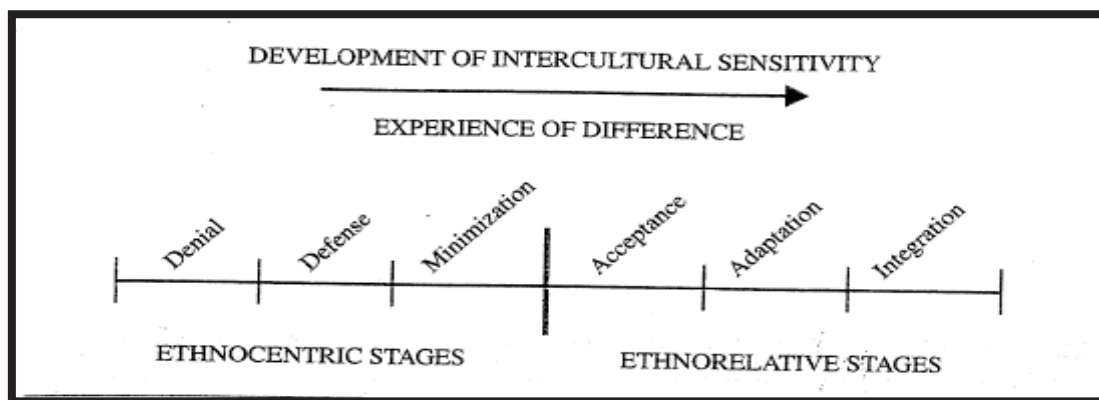 DEVELOPMENT OF INTERCULTURAL SENSITIVITY
EXPERIENCE OF DIFFERENCE
Denial
Defense
Minimization
Acceptance
Adaptation
Integration
ETHNOCENTRIC STAGES
ETHNORELATIVE STAGES